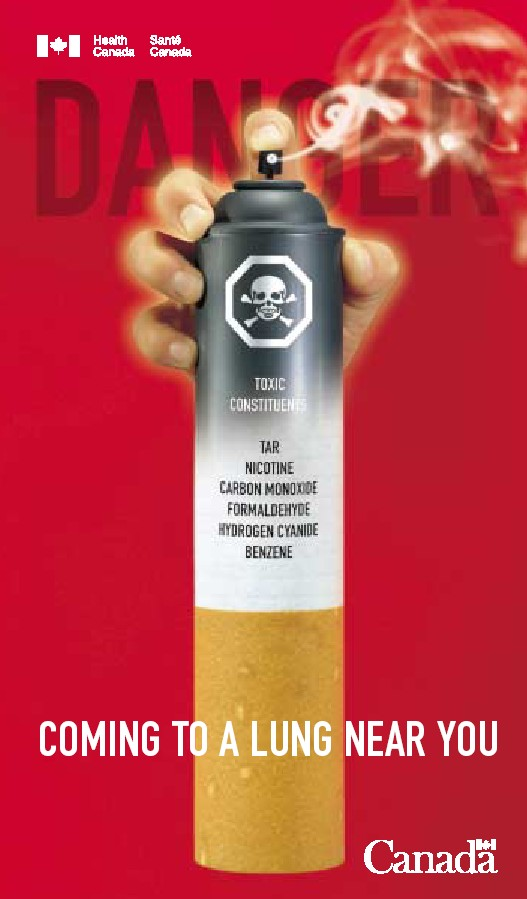 Health Santé
Canada Canada
DANGER
TOXIC
CONSTITUENTS
TAR
NICOTINE
CARBON MONOXIDE
FORMALDEHYDE
HYDROGEN CYANIDE
BENZENE
COMING TO A LUNG NEAR YOU
Canada